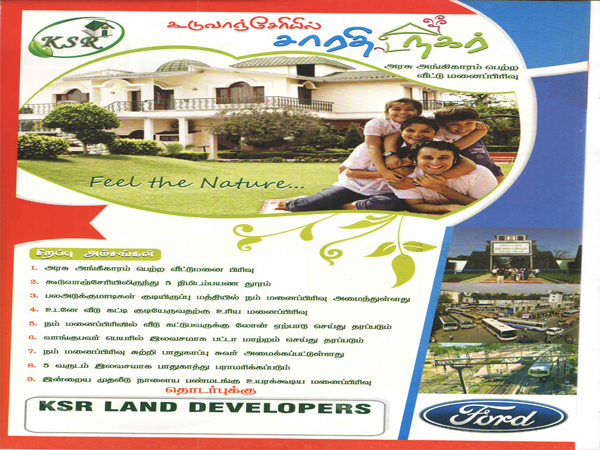 KSR
கூடுவாஞ்சேரியில்
சாரதி நகர்
அரசு அங்கிகாரம் பெற்ற
வீட்டு மனைப்பிரிவு
Feel the Nature...
சிறப்பு அம்சங்கள்
1. அரசு அங்கிகாரம் பெற்ற வீட்டுமனை பிரிவு
2. கூடுவாஞ்சேரியிலிருந்து 5 நிமிடம்பயண தூரம்
3. பலஅடுக்குமாடிகள் குடியிருப்பு மத்தியில் நம் மனைப்பிரிவு அமைந்துள்ளது
4. உடனே வீடு கட்டி குடியேருவதற்கு உரிய மனைப்பிரிவு
5. நம் மனைப்பிரிவில் வீடு கட்டுபவருக்கு லோன் ஏற்பாடு செய்து தரப்படும்
6. வாங்குபவர் பெயரில் இலவசமாக பட்டா மாற்றம் செய்து தரப்படும்
7. நம் மனைப்பிரிவு சுற்றி பாதுகாப்பு சுவர் அமைக்கப்பட்டுள்ளது
8. 5 வருடம் இலவசமாக பாதுகாத்து பராமரிக்கப்படும்
9. இன்றைய முதலீடு நாளைய பண்மடங்கு உயரக்கூடிய மனைப்பிரிவு
தொடர்புக்கு
KSR LAND DEVELOPERS
Ford